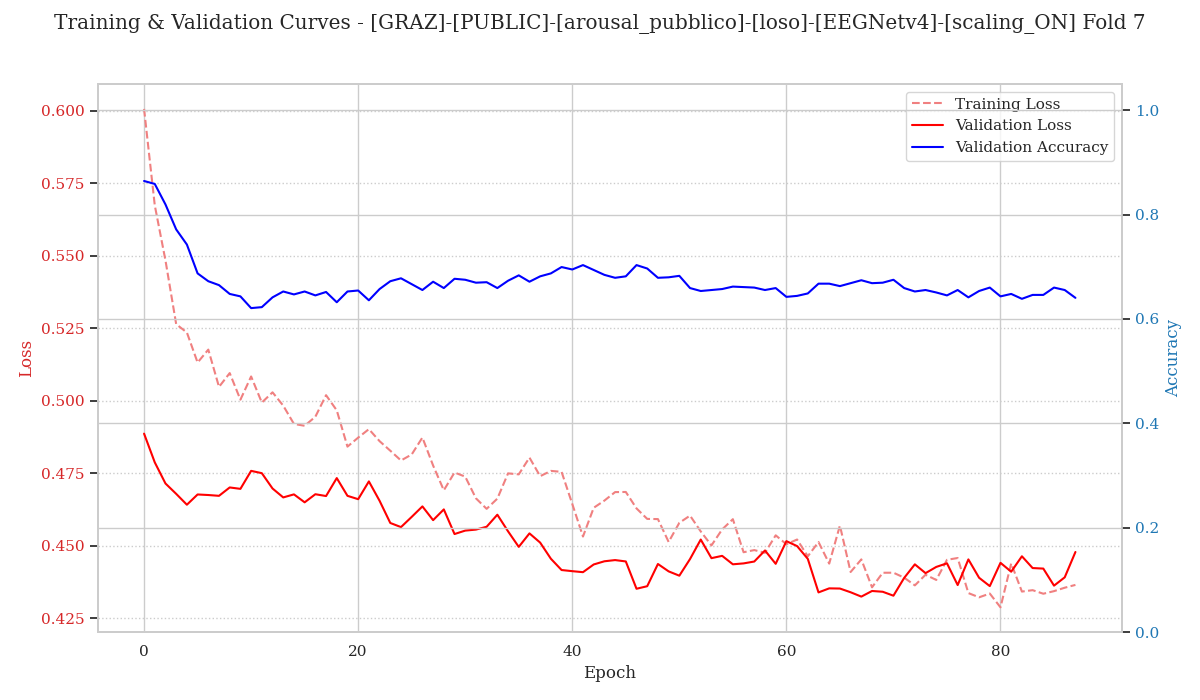 Training & Validation Curves - [GRAZ]-[PUBLIC]-[arousal_pubblico]-[loso]-[EEGNetv4]-[scaling_ON] Fold 7
Training Loss
Validation Loss
Validation Accuracy
0.600
0.575
0.550
0.525
0.500
0.475
0.450
0.425
Loss
1.0
0.8
0.6
0.4
0.2
0.0
Accuracy
0
20
40
60
80
Epoch